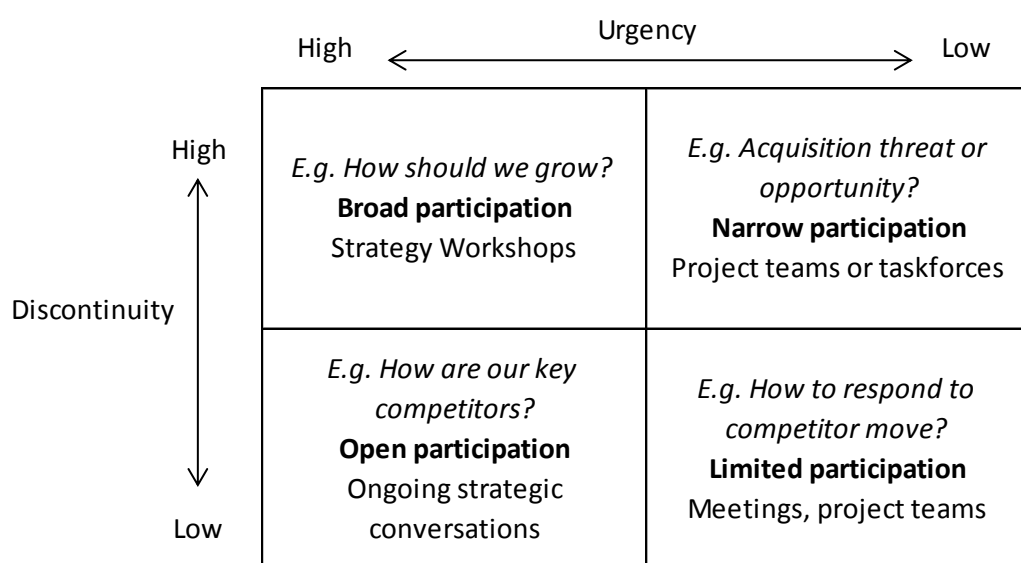 Urgency
High
Low
High
E.g. How should we grow?
Broad participation
Strategy Workshops
E.g. Acquisition threat or
opportunity?
Narrow participation
Project teams or taskforces
Discontinuity
E.g. How are our key
competitors?
Open participation
Ongoing strategic
conversations
E.g. How to respond to
competitor move?
Limited participation
Meetings, project teams
Low